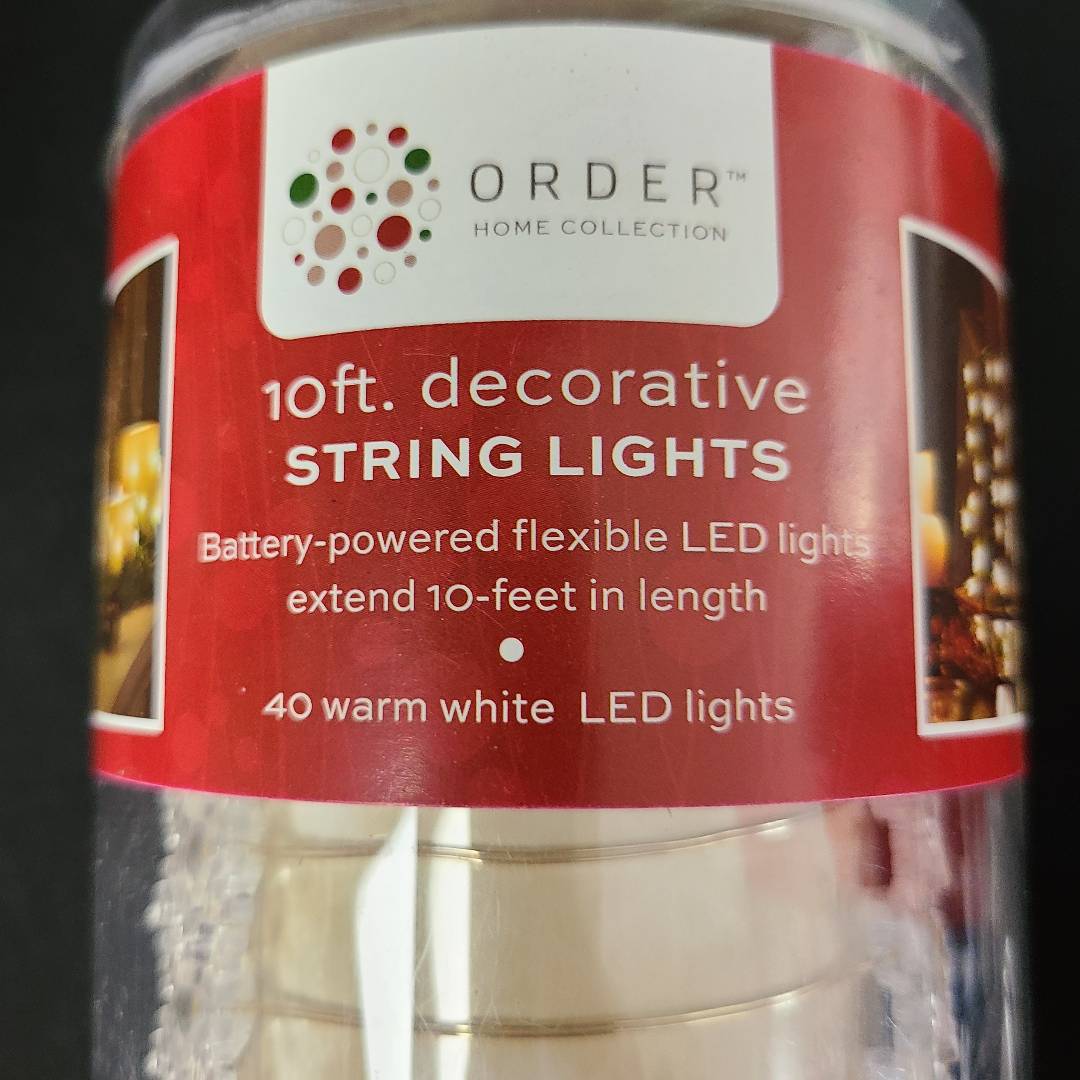 ORDER™
HOME COLLECTION
10ft. decorative
STRING LIGHTS
Battery-powered flexible LED lights
extend 10-feet in length
40 warm white LED lights